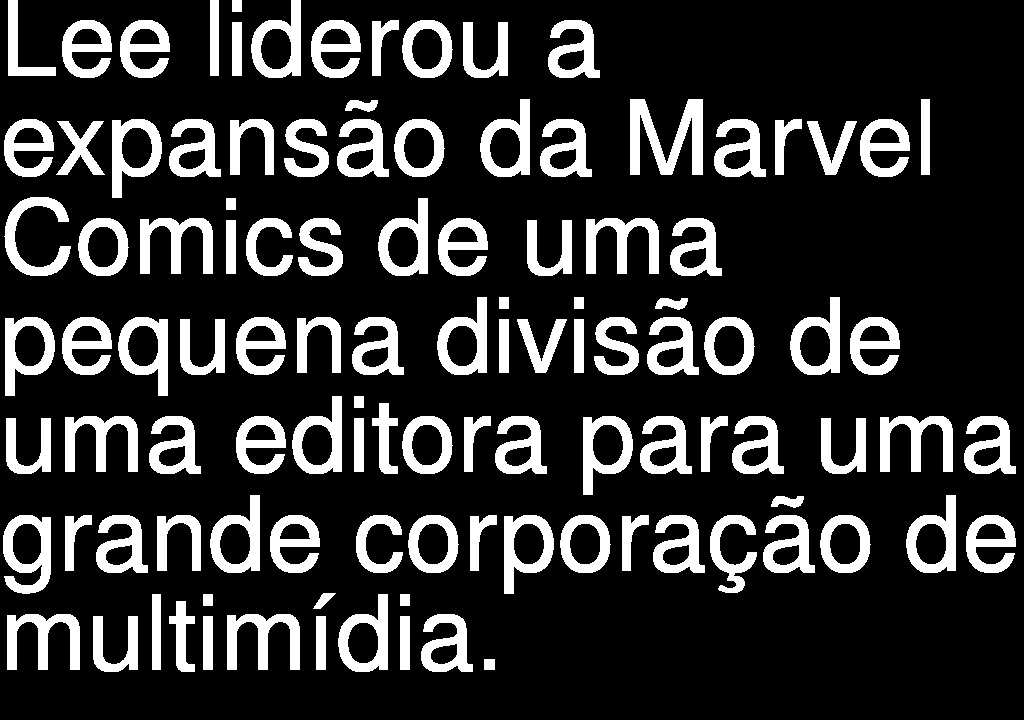 Lee liderou a
expansão da Marvel
Comics de uma
pequena divisão de
uma editora para uma
grande corporação de
multimídia.